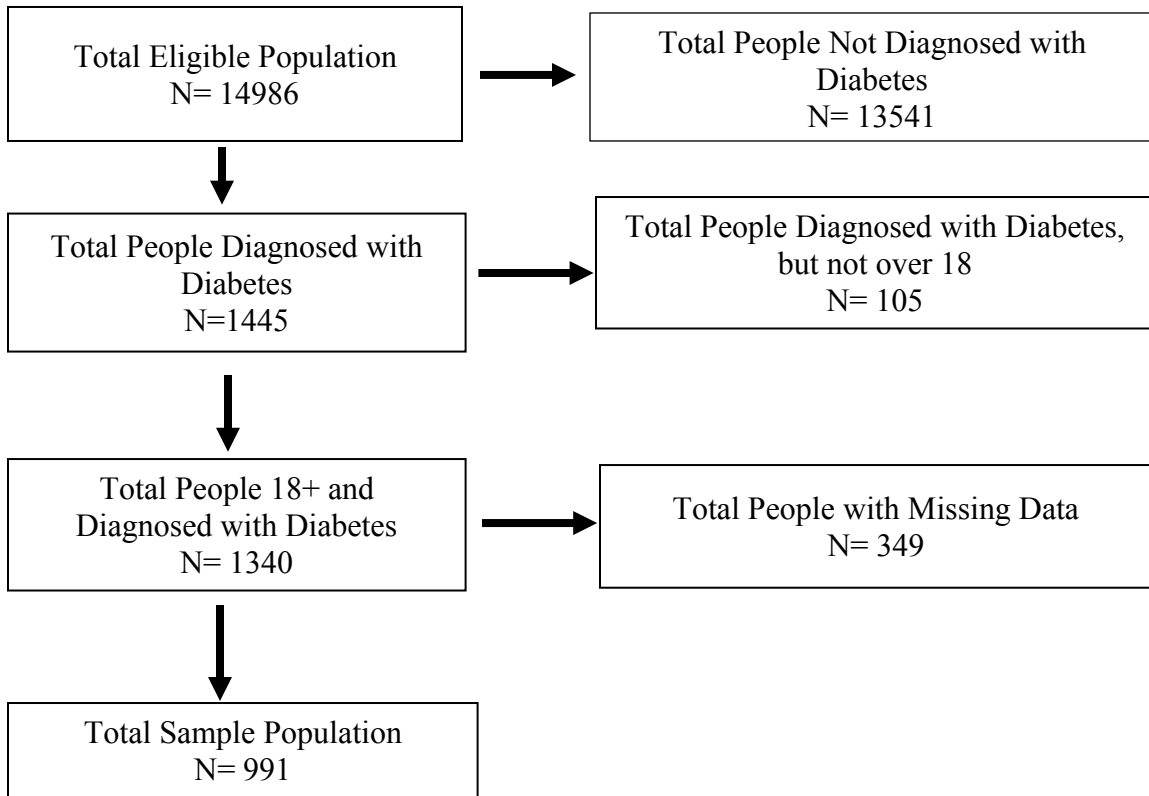 Total Eligible Population
N= 14986
Total People Not Diagnosed with
Diabetes
N= 13541
Total People Diagnosed with
Diabetes
N=1445
Total People Diagnosed with Diabetes,
but not over 18
N= 105
Total People 18+ and
Diagnosed with Diabetes
N= 1340
Total People with Missing Data
N= 349
Total Sample Population
N= 991